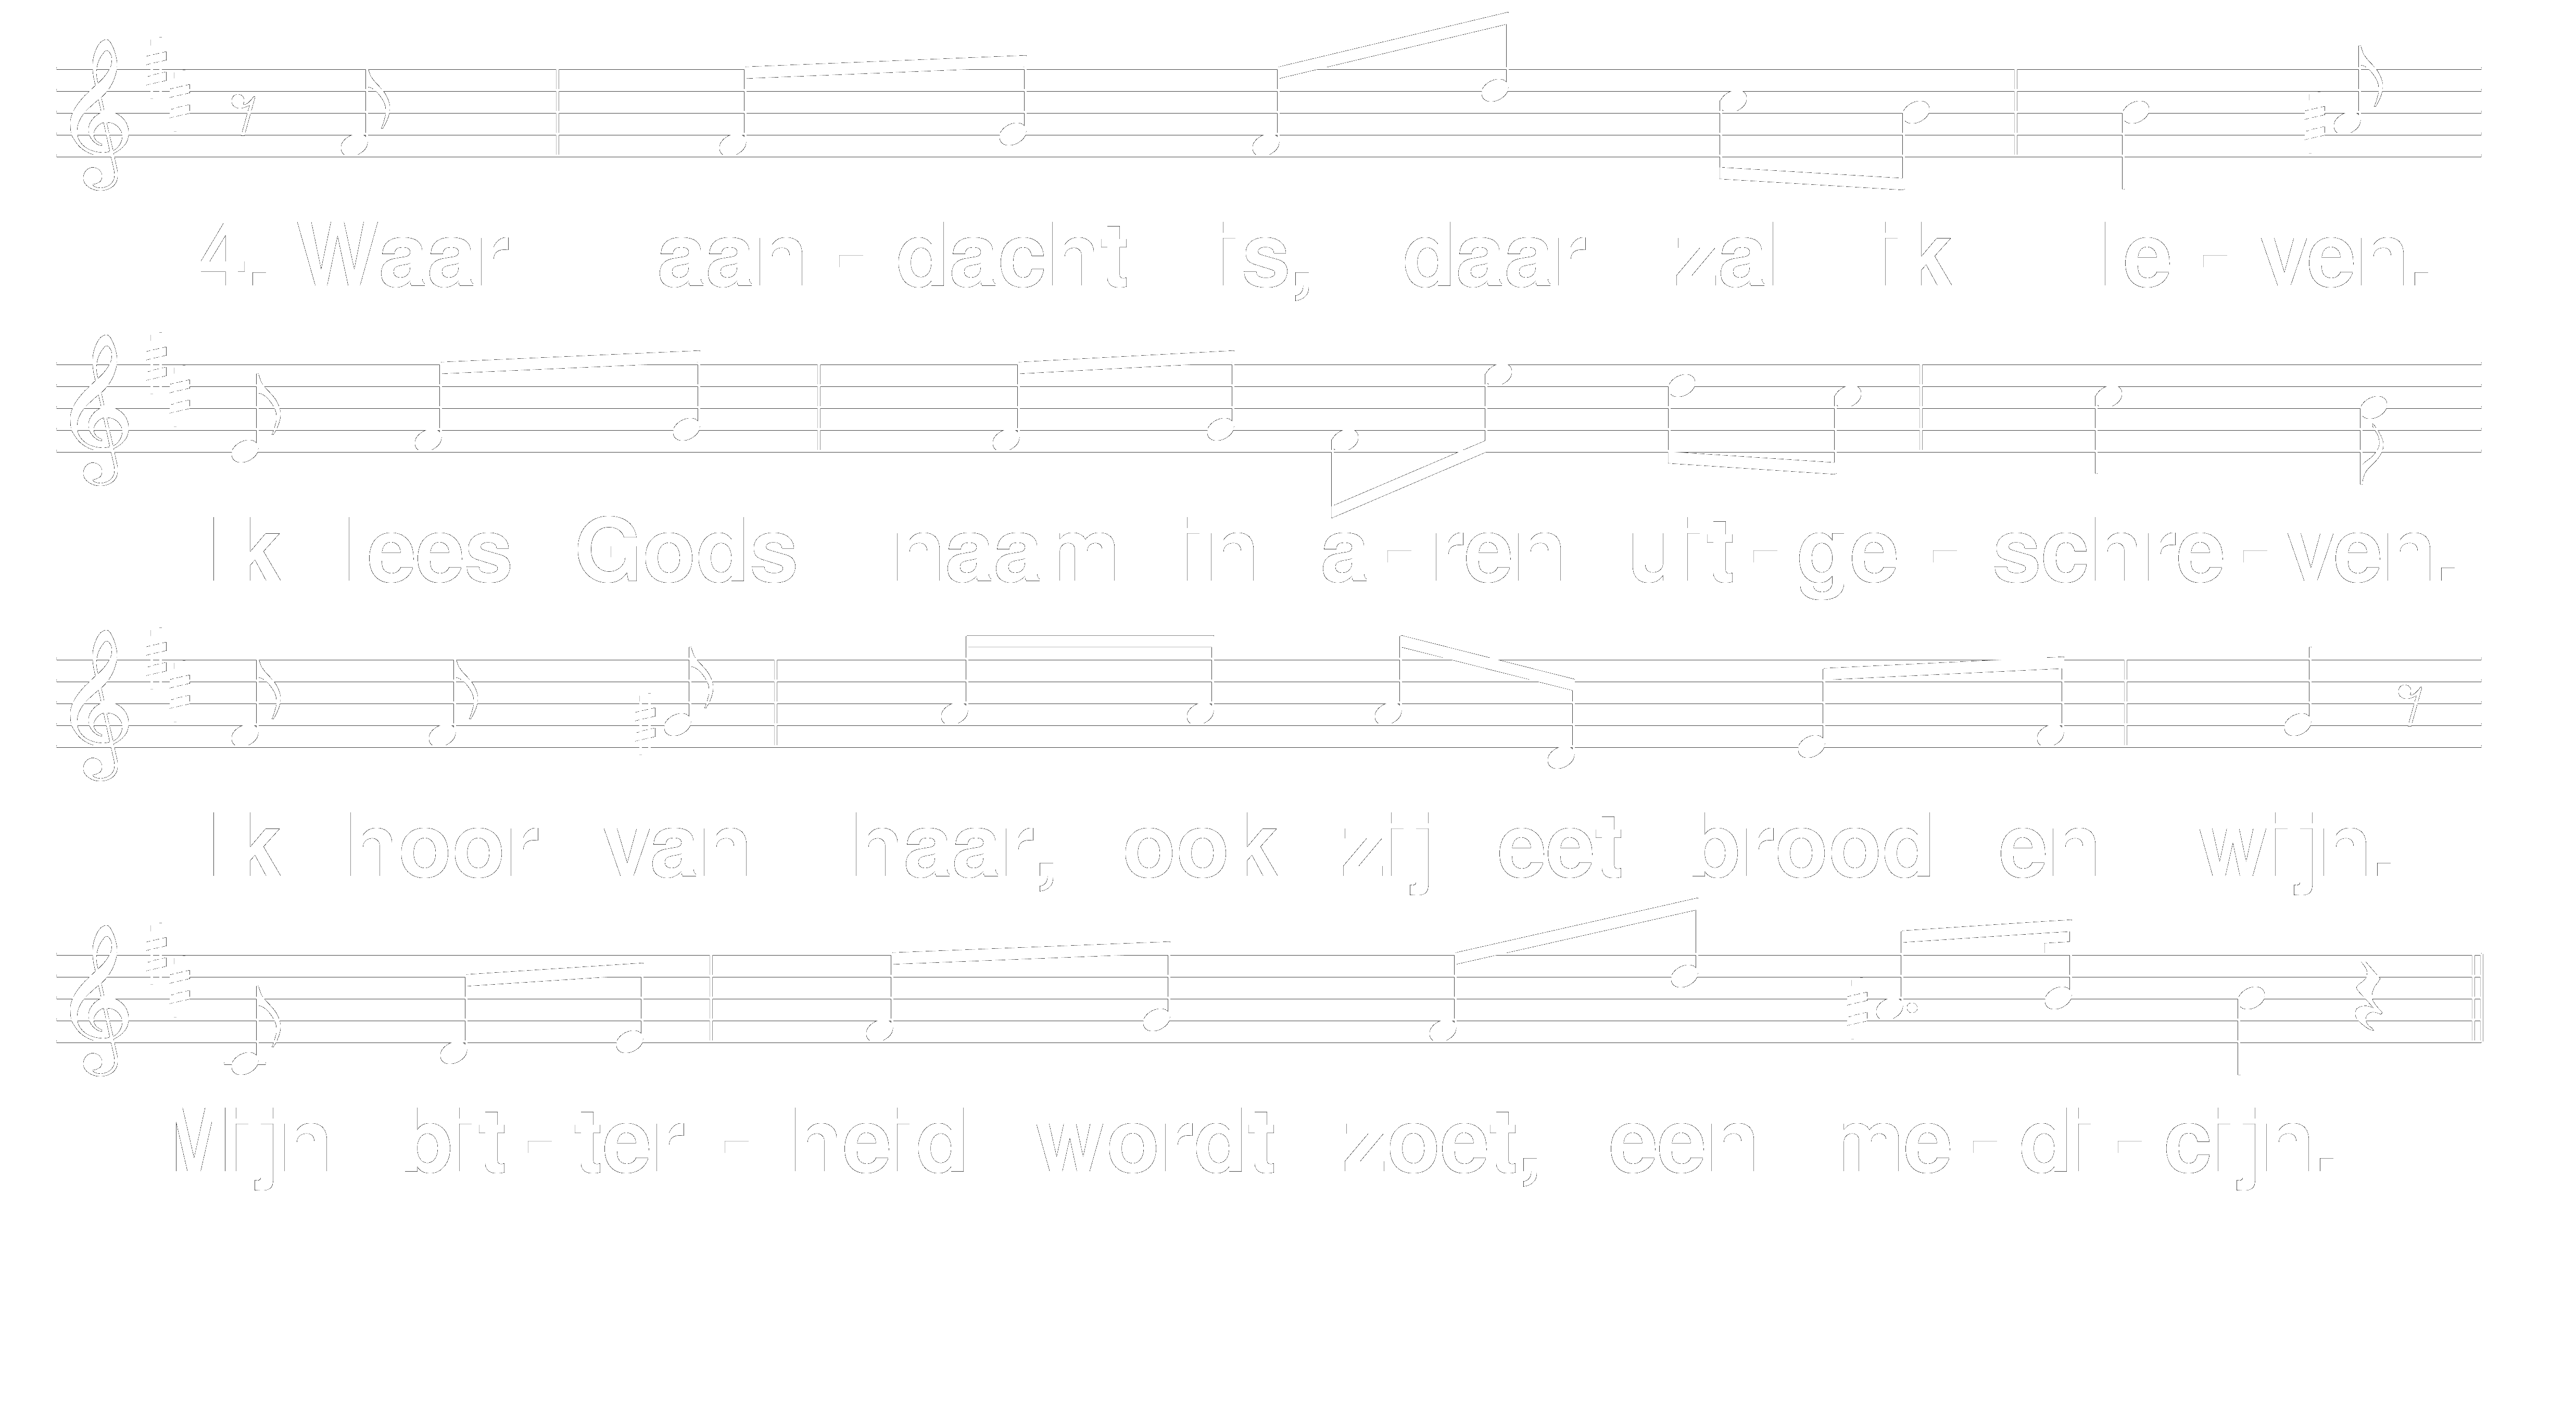 4. Waar aan - dacht is, daar zal ik le - ven.
Ik lees Gods naam in a - ren uit - ge - schre - ven.
Ik hoor van haar, ook zij eet brood en wijn.
Mijn bit - ter - heid wordt zoet, een me - di - cijn.